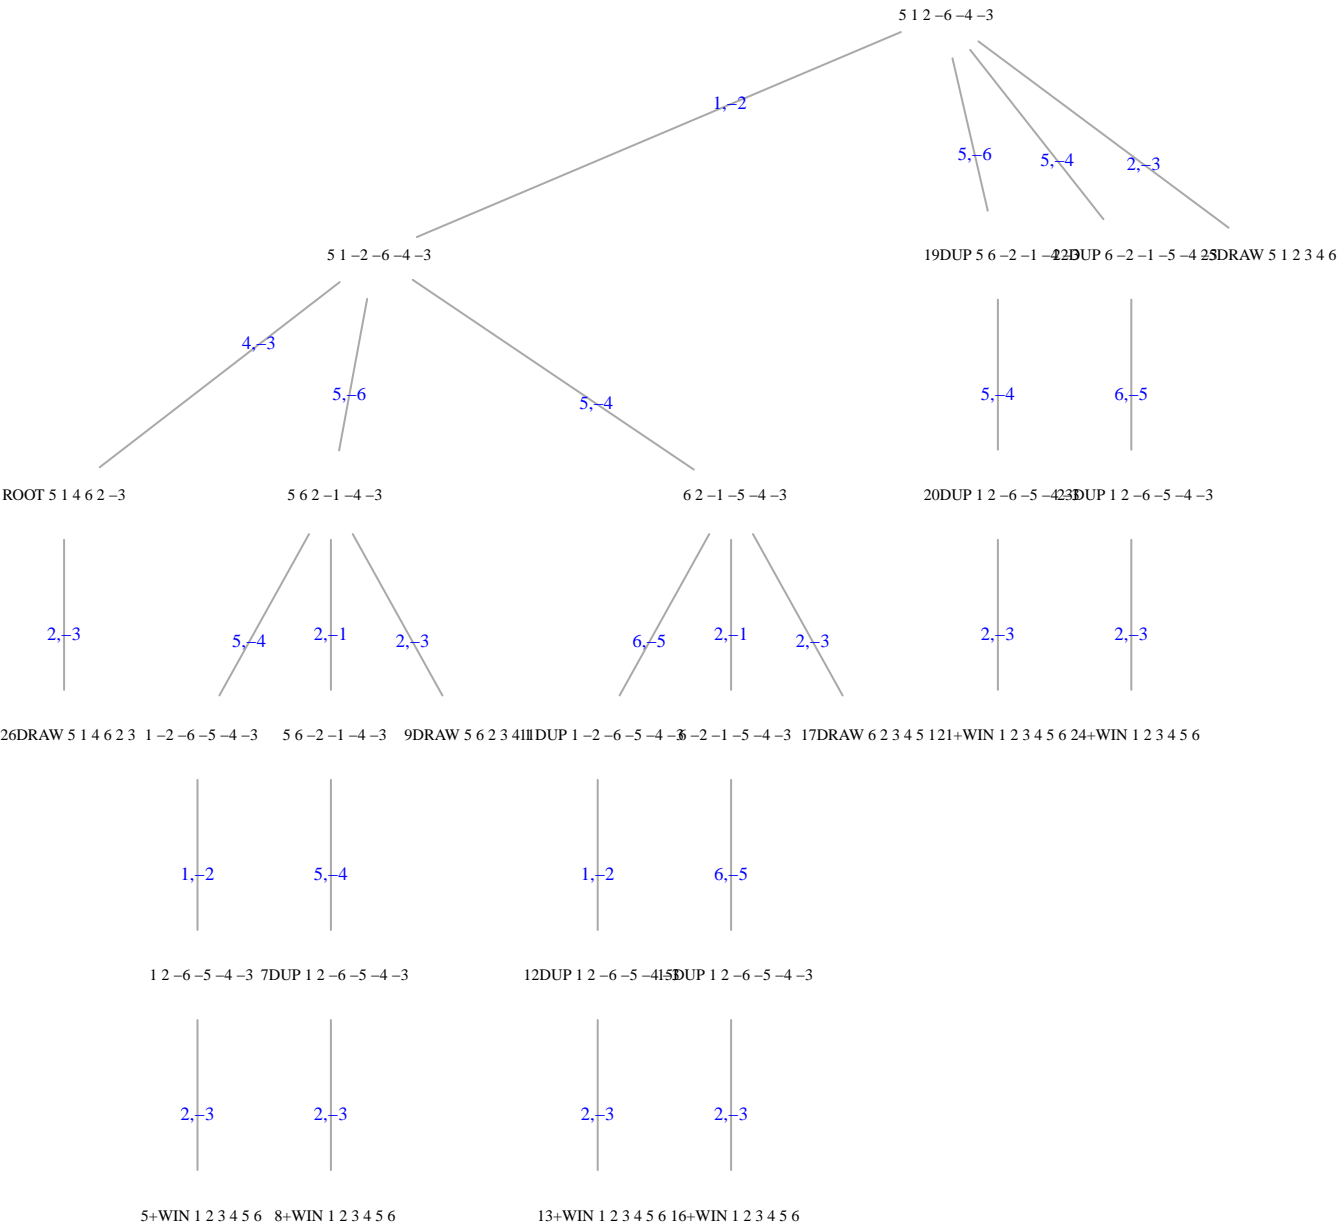 5 1 2 –6 –4 –3
1,–2
5,–6
5,–4
2,–3
5 1 –2 –6 –4 –3
19DUP 5 6 –2 –1 –4 –3
22DUP 6 –2 –1 –5 –4 –3
25DRAW 5 1 2 3 4 6
4,–3
5,–6
5,–4
5,–4
6,–5
ROOT 5 1 4 6 2 –3
5 6 2 –1 –4 –3
6 2 –1 –5 –4 –3
20DUP 1 2 –6 –5 –4 –3
23DUP 1 2 –6 –5 –4 –3
2,–3
5,–4
2,–1
2,–3
6,–5
2,–1
2,–3
2,–3
2,–3
26DRAW 5 1 4 6 2 3
1 –2 –6 –5 –4 –3
5 6 –2 –1 –4 –3
9DRAW 5 6 2 3 4 1
11DUP 1 –2 –6 –5 –4 –3
6 –2 –1 –5 –4 –3
17DRAW 6 2 3 4 5 1
21+WIN 1 2 3 4 5 6
24+WIN 1 2 3 4 5 6
1,–2
5,–4
1,–2
6,–5
1 2 –6 –5 –4 –3
7DUP 1 2 –6 –5 –4 –3
12DUP 1 2 –6 –5 –4 –3
15DUP 1 2 –6 –5 –4 –3
2,–3
2,–3
2,–3
2,–3
5+WIN 1 2 3 4 5 6
8+WIN 1 2 3 4 5 6
13+WIN 1 2 3 4 5 6
16+WIN 1 2 3 4 5 6